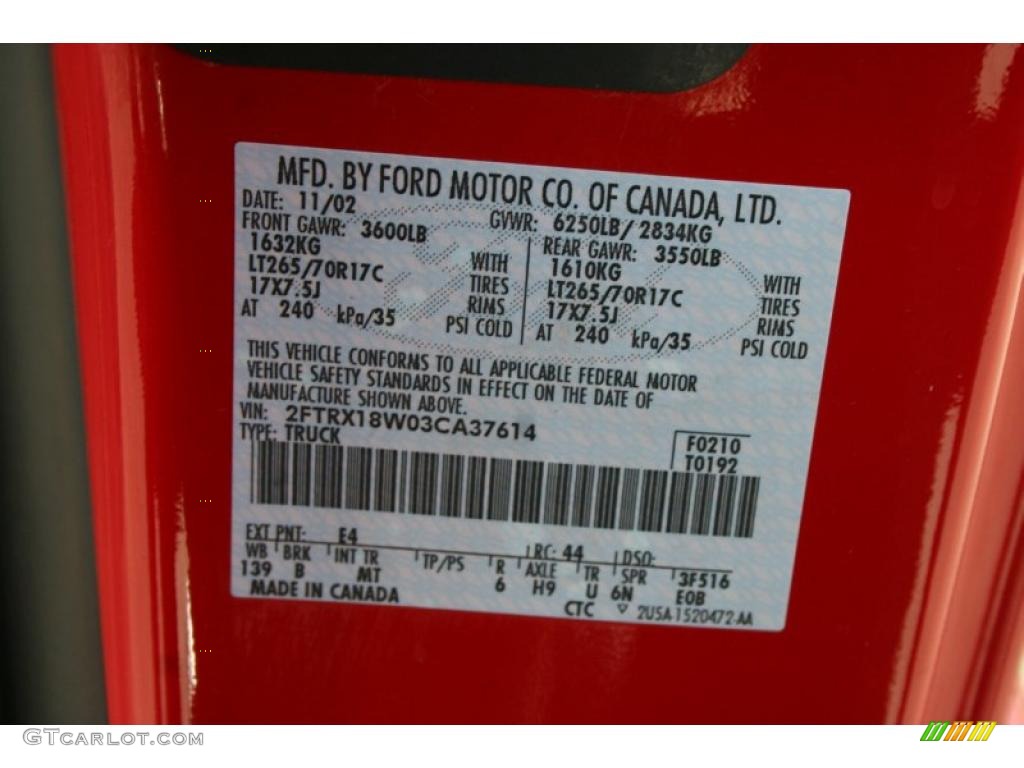 MFD. BY FORD MOTOR CO. OF CANADA, LTD.
DATE: 11/02 GVWR: 6250LB/ 2834KG
FRONT GAWR: 3600LB REAR GAWR: 3550LB
1632KG WITH 1610KG WITH
LT265/70R17C TIRES LT265/70R17C TIRES
17X7.5J RIMS 17X7.5J RIMS
AT 240 kPa/35 PSI COLD AT 240 kPa/35 PSI COLD
THIS VEHICLE CONFORMS TO ALL APPLICABLE FEDERAL MOTOR
VEHICLE SAFETY STANDARDS IN EFFECT ON THE DATE OF
MANUFACTURE SHOWN ABOVE.
VIN: 2FTRX18W03CA37614
TYPE: TRUCK F0210
T0192
EXT PNT: E4 RC: 44 DSO:
WB BRK INT TR TP/PS R AXLE TR SPR 3F516
139 B MT 6 H9 U 6N E0B
MADE IN CANADA CTC 2USA-1520472-AA
GTCARLOT.COM